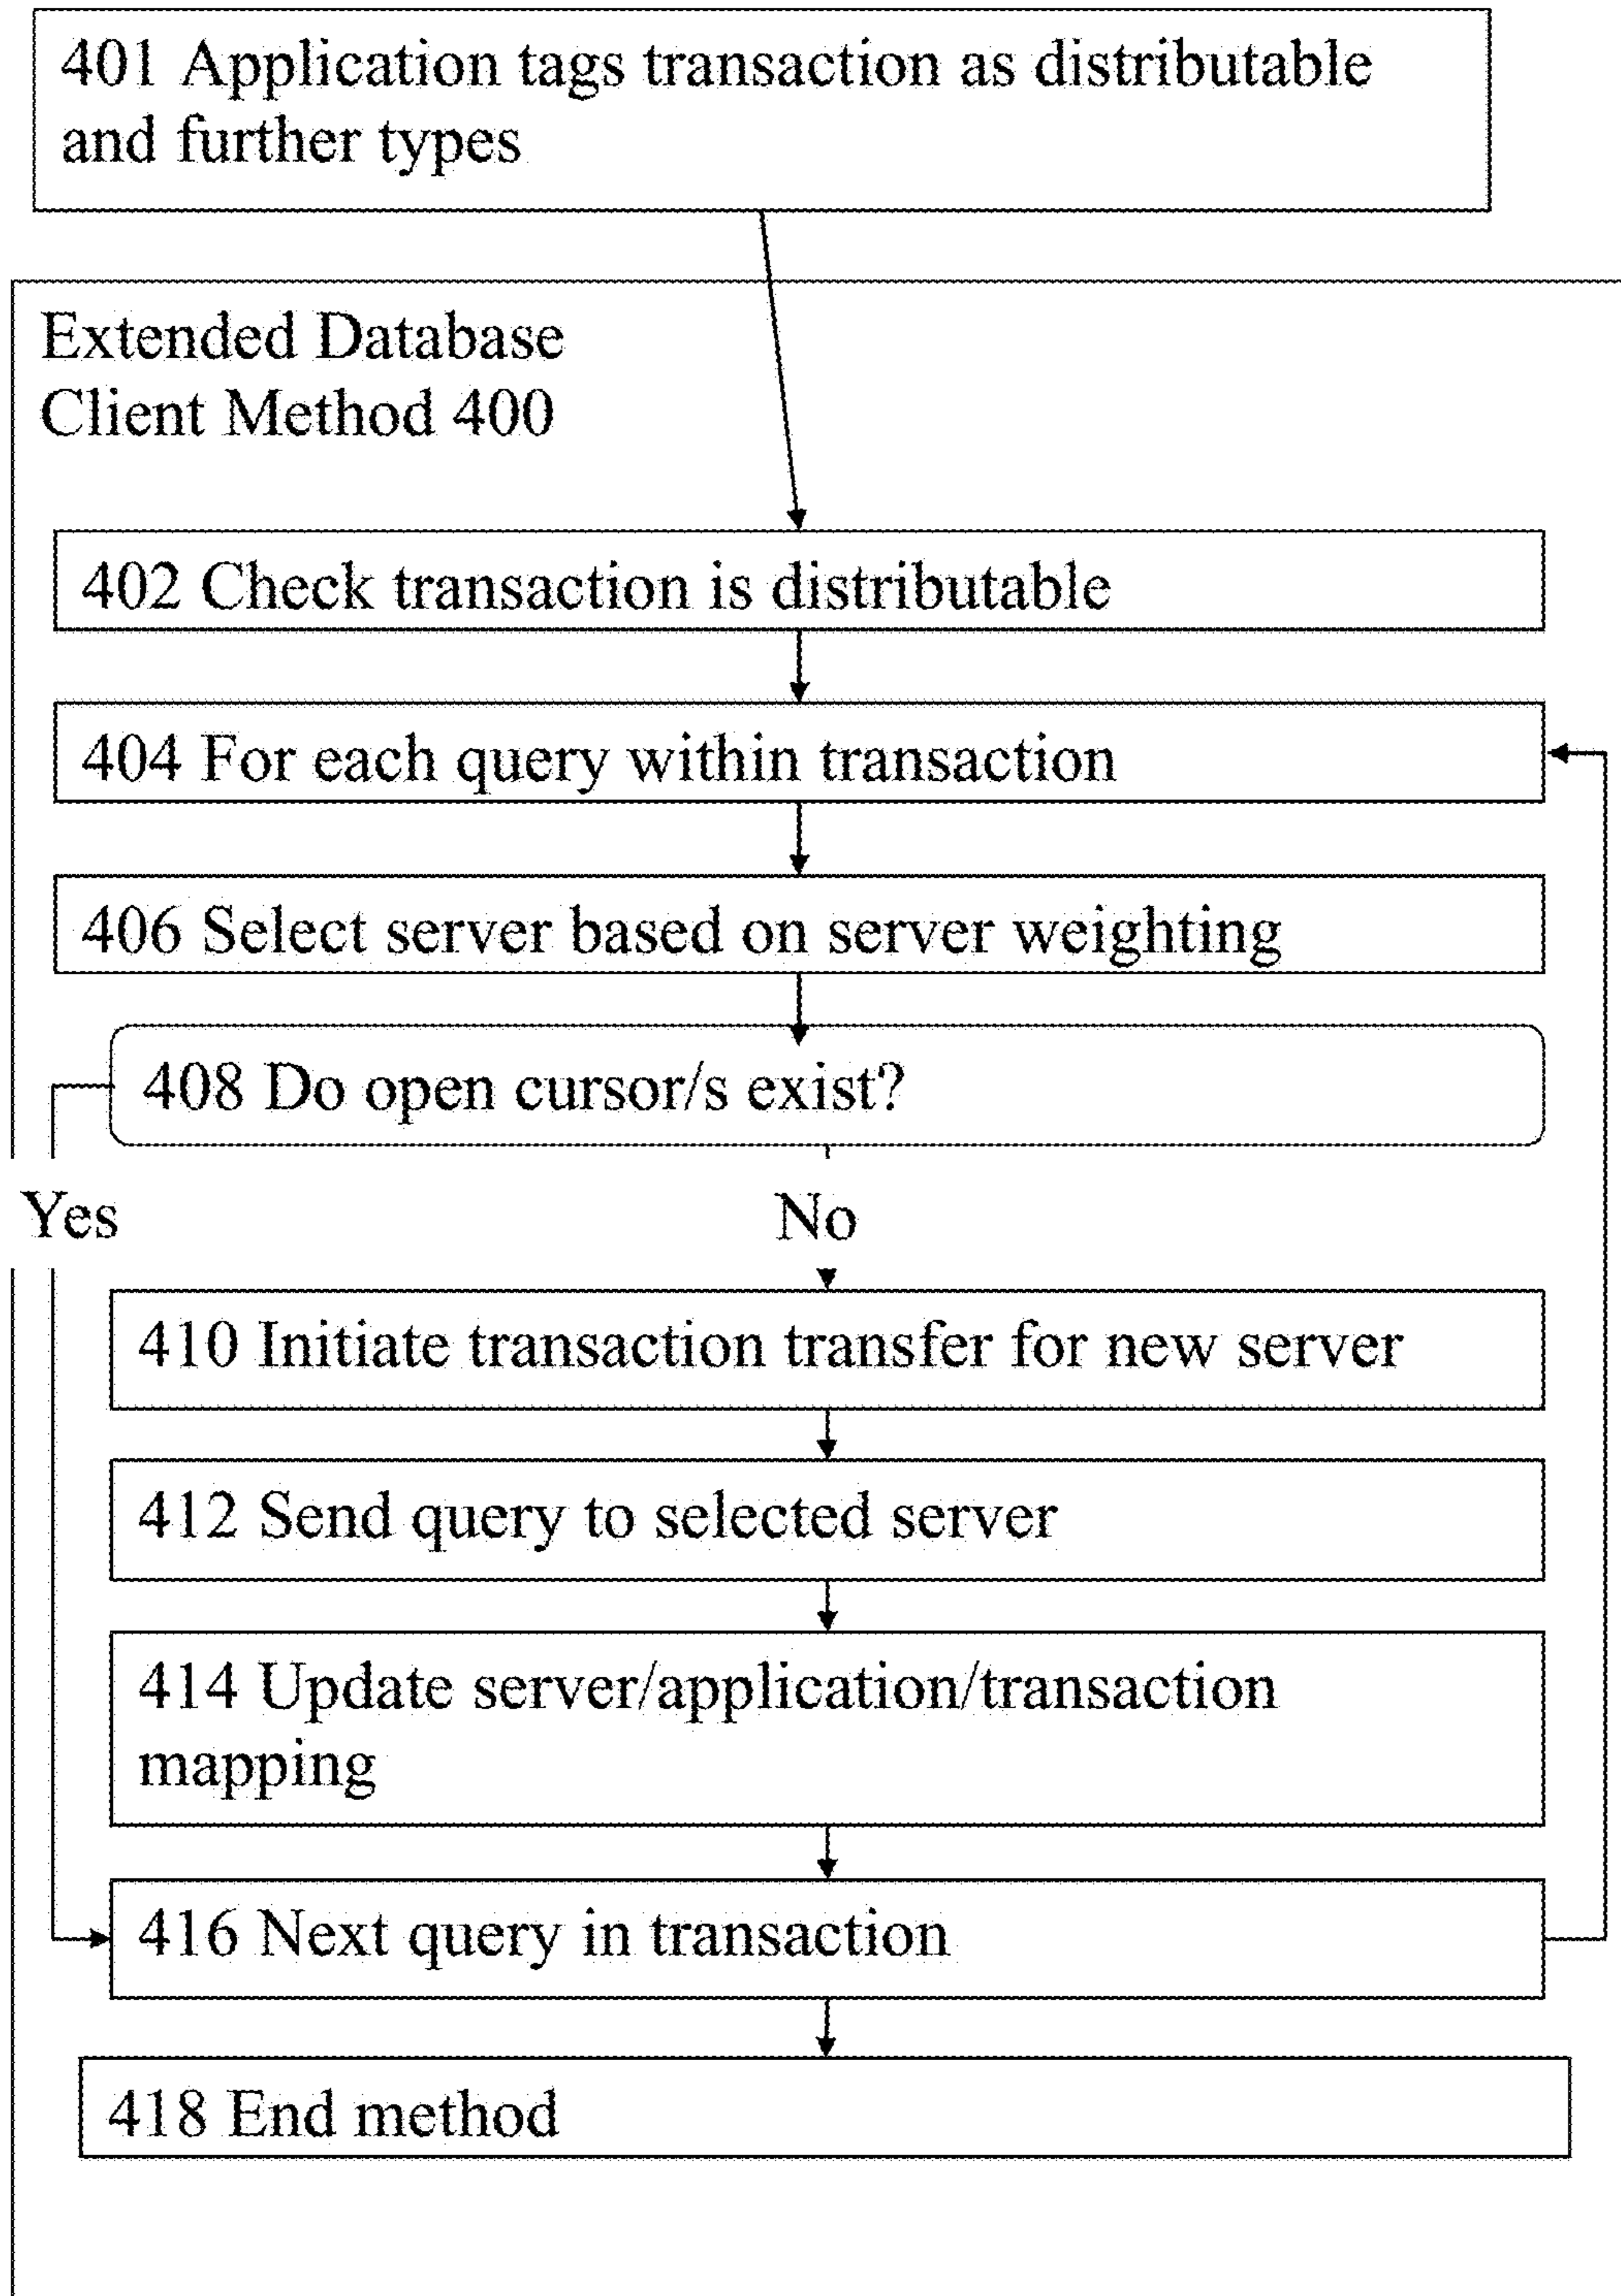 401 Application tags transaction as distributable
and further types
Extended Database
Client Method 400
402 Check transaction is distributable
404 For each query within transaction
406 Select server based on server weighting
408 Do open cursor/s exist?
Yes
No
410 Initiate transaction transfer for new server
412 Send query to selected server
414 Update server/application/transaction
mapping
416 Next query in transaction
418 End method